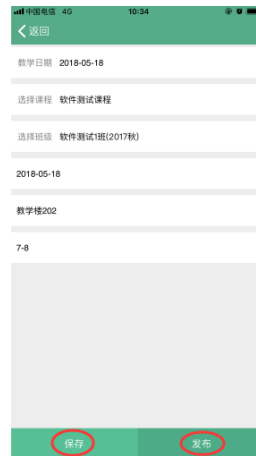 中国电信 4G 10:34
返回
教学日期 2018-05-18
选择课程 软件测试课程
选择班级 软件测试1班(2017秋)
2018-05-18
教学楼202
7-8
保存 发布